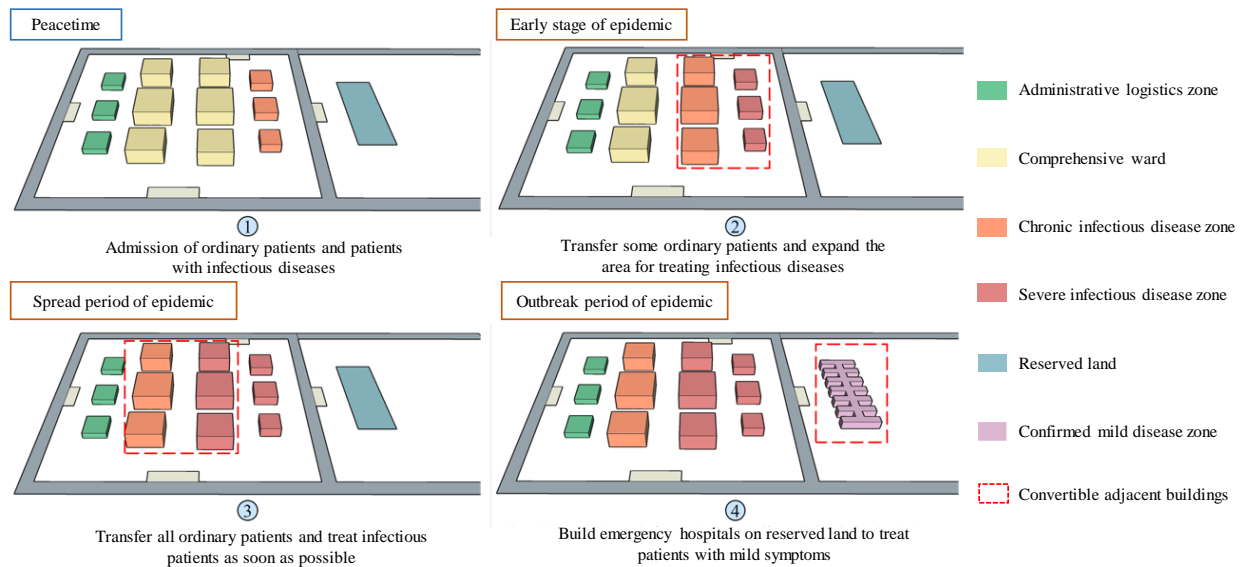 Peacetime
Early stage of epidemic
1
Admission of ordinary patients and patients
with infectious diseases
2
Transfer some ordinary patients and expand the
area for treating infectious diseases
Spread period of epidemic
Outbreak period of epidemic
3
Transfer all ordinary patients and treat infectious
patients as soon as possible
4
Build emergency hospitals on reserved land to treat
patients with mild symptoms
Administrative logistics zone
Comprehensive ward
Chronic infectious disease zone
Severe infectious disease zone
Reserved land
Confirmed mild disease zone
Convertible adjacent buildings